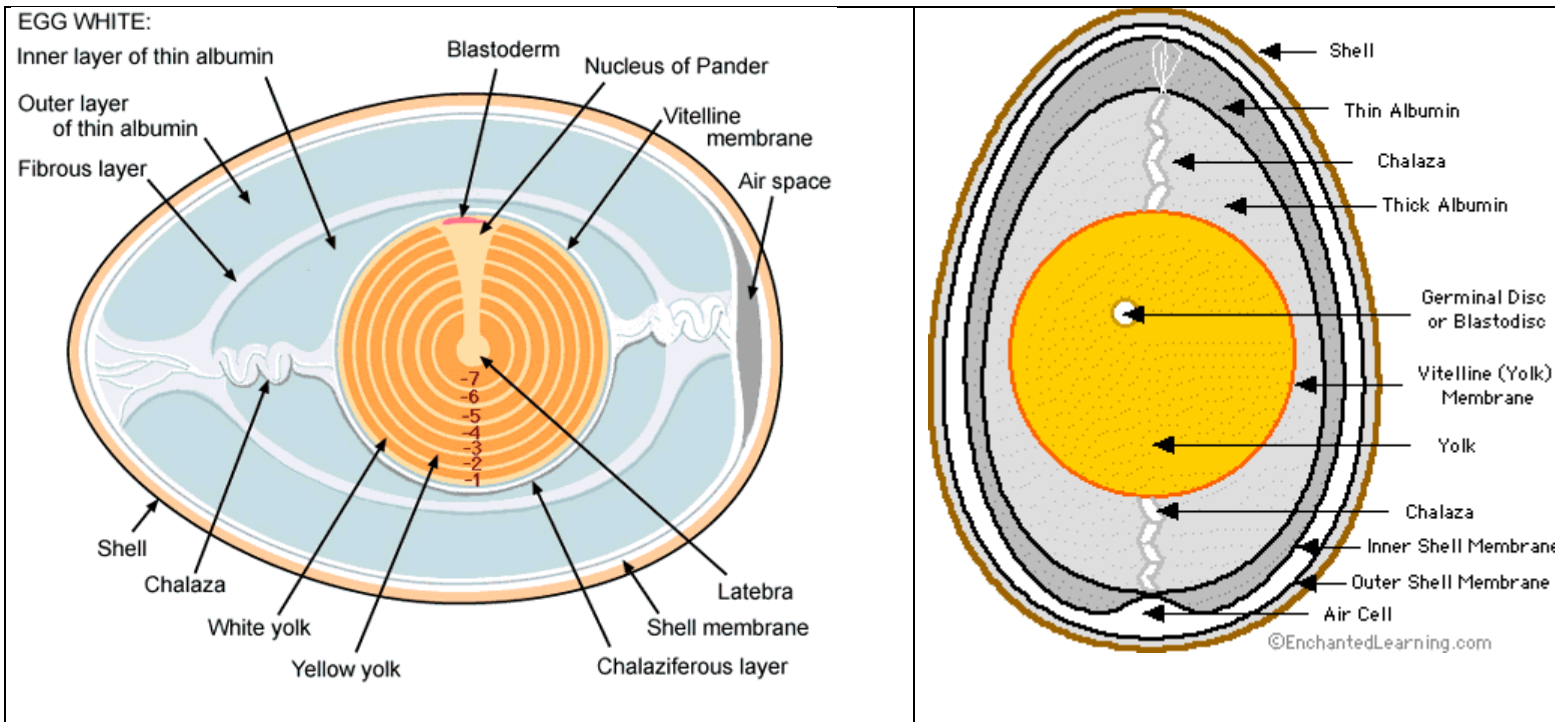 EGG WHITE:
Inner layer of thin albumin
Outer layer
of thin albumin
Fibrous layer
Blastoderm
Nucleus of Pander
Vitelline
membrane
Air space
-7
-6
-5
-4
-3
-2
-1
Shell
Chalaza
White yolk
Yellow yolk
Latebra
Shell membrane
Chalaziferous layer
Shell
Thin Albumin
Chalaza
Thick Albumin
Germinal Disc
or Blastodisc
Vitelline (Yolk)
Membrane
Yolk
Chalaza
Inner Shell Membrane
Outer Shell Membrane
Air Cell
©EnchantedLearning.com